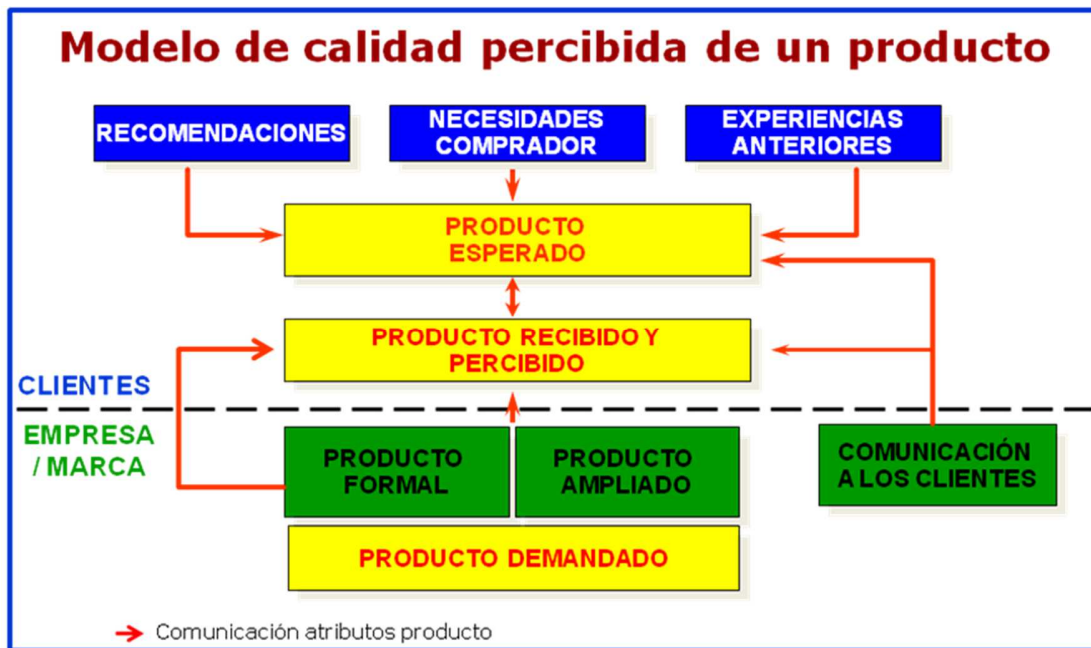 Modelo de calidad percibida de un producto
RECOMENDACIONES
NECESIDADES
COMPRADOR
EXPERIENCIAS
ANTERIORES
PRODUCTO
ESPERADO
PRODUCTO RECIBIDO Y
PERCIBIDO
CLIENTES
EMPRESA
/ MARCA
PRODUCTO
FORMAL
PRODUCTO
AMPLIADO
COMUNICACIÓN
A LOS CLIENTES
PRODUCTO DEMANDADO
Comunicación atributos producto